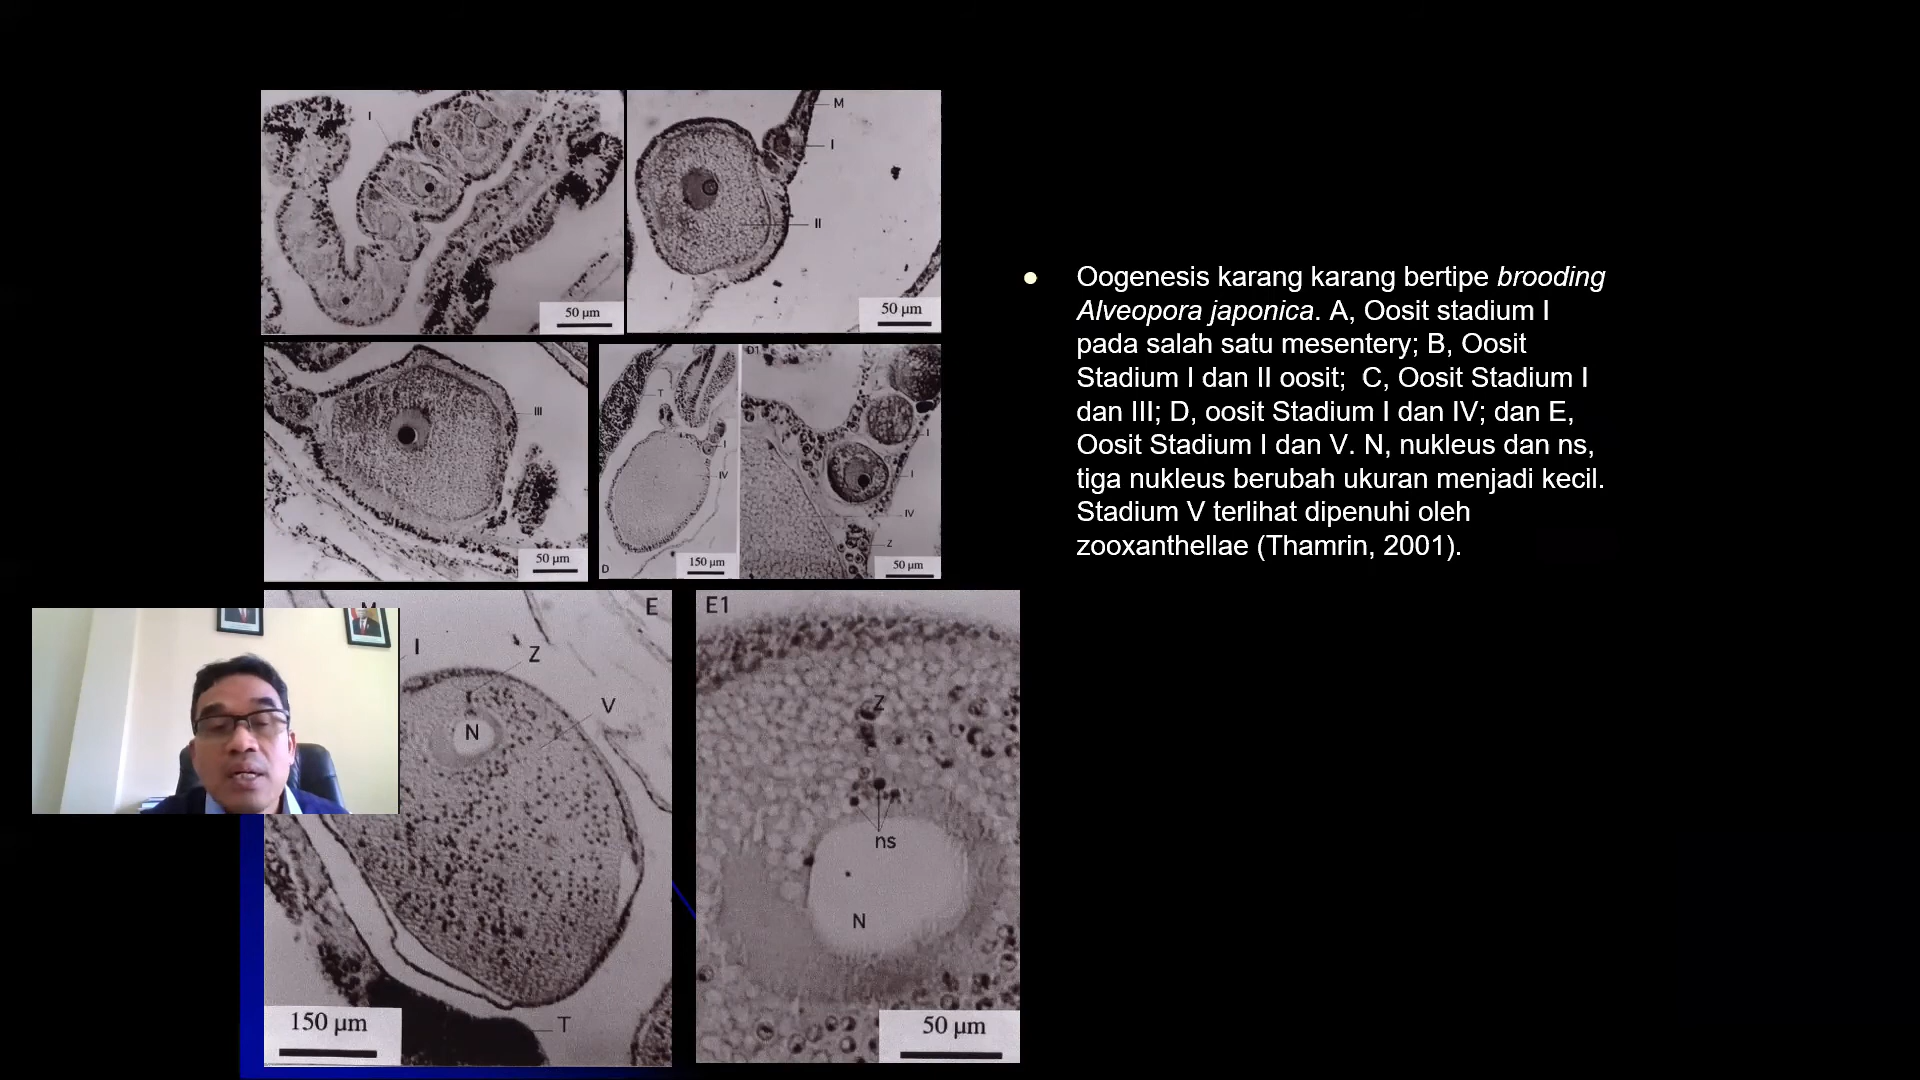 I
50 µm
M
I
II
50 µm
III
50 µm
T
I
IV
D
150 µm
D1
I
I
IV
Z
50 µm
M
E
I
Z
V
N
T
150 µm
E1
Z
ns
N
50 µm
● Oogenesis karang karang bertipe brooding
Alveopora japonica. A, Oosit stadium I
pada salah satu mesentery; B, Oosit
Stadium I dan II oosit;  C, Oosit Stadium I
dan III; D, oosit Stadium I dan IV; dan E,
Oosit Stadium I dan V. N, nukleus dan ns,
tiga nukleus berubah ukuran menjadi kecil.
Stadium V terlihat dipenuhi oleh
zooxanthellae (Thamrin, 2001).